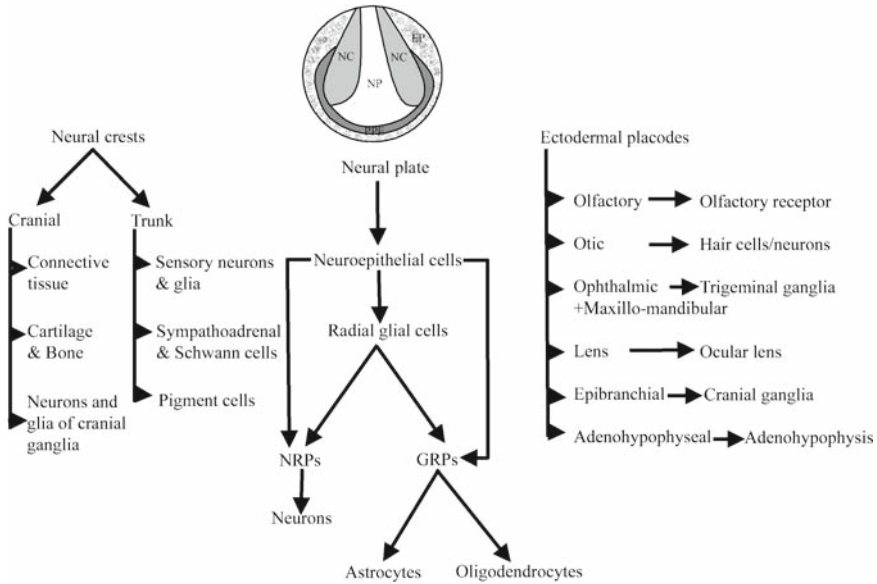 EP
NC
NC
NP
Neural crests
Cranial
Connective
tissue
Cartilage
& Bone
Neurons and
glia of cranial
ganglia
Trunk
Sensory neurons
& glia
Sympathoadrenal
& Schwann cells
Pigment cells
Neural plate
Neuroepithelial cells
Radial glial cells
NRPs
GRPs
Neurons
Astrocytes
Oligodendrocytes
Ectodermal placodes
Olfactory Olfactory receptor
Otic Hair cells/neurons
Ophthalmic Trigeminal ganglia
+Maxillo-mandibular
Lens Ocular lens
Epibranchial Cranial ganglia
Adenohypophyseal Adenohypophysis